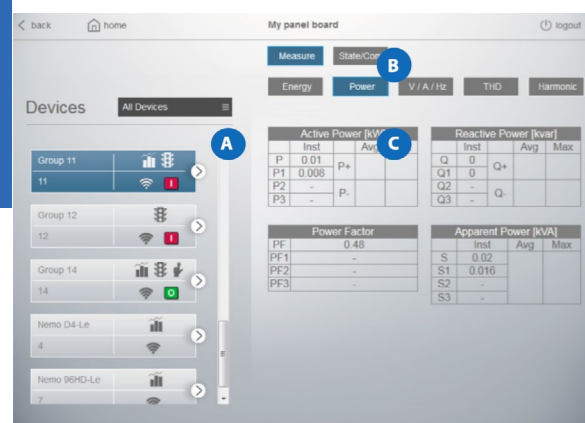 back home My panel board logout
Measure State/Com
B
Energy Power V / A / Hz THD Harmonic
Devices All Devices
A C
Active Power [kW] Reactive Power [kvar]
Inst Avg Inst Avg Max
Group 11 P 0.01 P+ Q 0 Q+
11 I P1 0.008 Q1 0
P2 - P- Q2 - Q-
P3 - Q3 -
Group 12
12 I
Power Factor Apparent Power [kVA]
PF 0.48 Inst Avg Max
PF1 - S 0.02
PF2 - S1 0.016
PF3 - S2 -
S3 -
Group 14
14 O
Nemo D4-Le
4
Nemo 96HD-Le
7